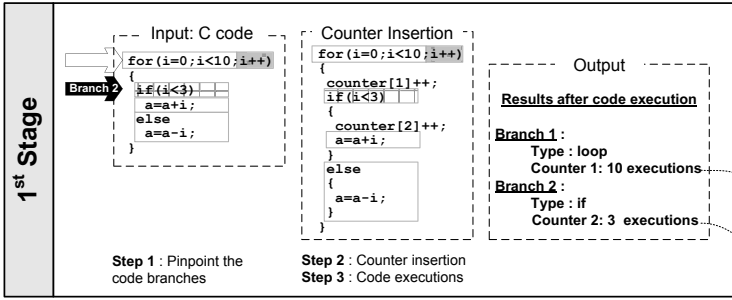 1st Stage
Input: C code
Branch 2
for(i=0;i<10;i++)
{
if(i<3)
a=a+i;
else
a=a-i;
}
Step 1 : Pinpoint the
code branches
Counter Insertion
for(i=0;i<10;i++)
{
counter[1]++;
if(i<3)
{
counter[2]++;
a=a+i;
}
else
{
a=a-i;
}
}
Step 2 : Counter insertion
Step 3 : Code executions
Output
Results after code execution
Branch 1 :
Type : loop
Counter 1: 10 executions
Branch 2 :
Type : if
Counter 2: 3 executions